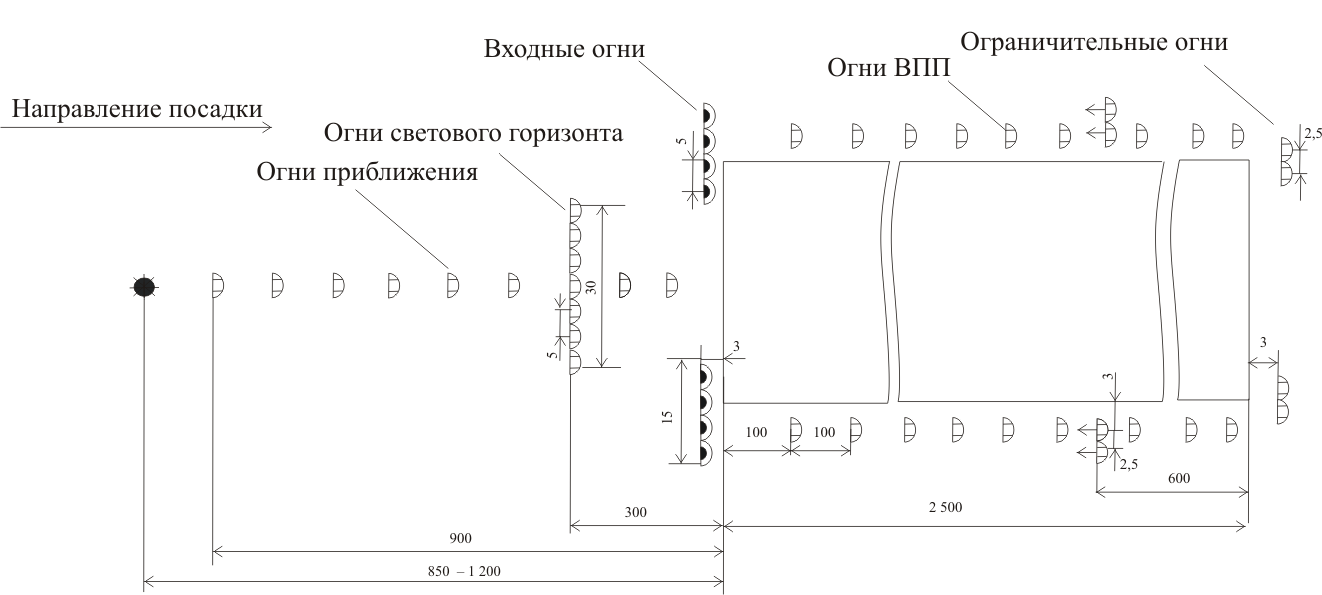 Ограничительные огни
Входные огни
Огни ВПП
Направление посадки
Огни светового горизонта
Огни приближения
5
2,5
30
5
3
3
3
15
100
100
2,5
600
300
2 500
900
850 – 1 200